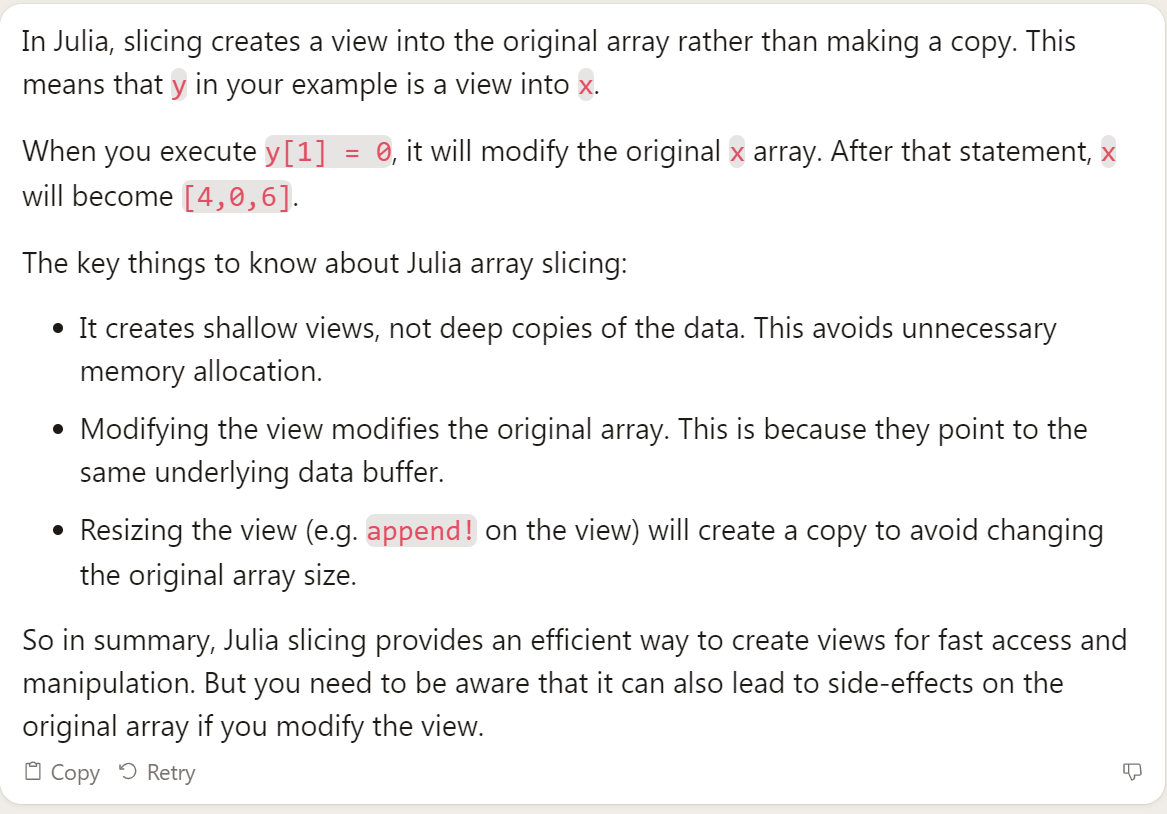 In Julia, slicing creates a view into the original array rather than making a copy. This
means that y in your example is a view into x.
When you execute y[1] = 0, it will modify the original x array. After that statement, x
will become [4,0,6].
The key things to know about Julia array slicing:
• It creates shallow views, not deep copies of the data. This avoids unnecessary
memory allocation.
• Modifying the view modifies the original array. This is because they point to the
same underlying data buffer.
• Resizing the view (e.g. append! on the view) will create a copy to avoid changing
the original array size.
So in summary, Julia slicing provides an efficient way to create views for fast access and
manipulation. But you need to be aware that it can also lead to side-effects on the
original array if you modify the view.
Copy Retry